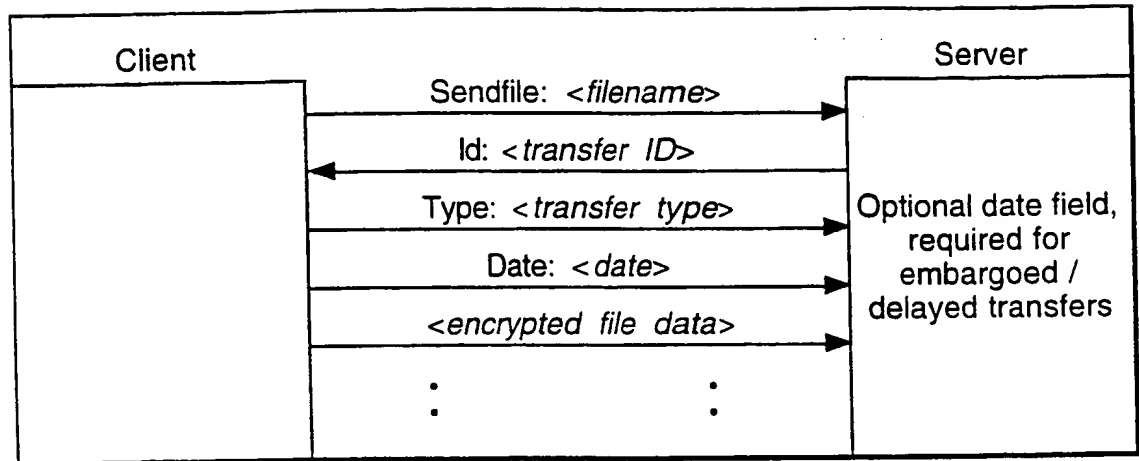 Client
Server
Sendfile: <filename>
Id: <transfer ID>
Type: <transfer type>
Date: <date>
<encrypted file data>
Optional date field,
required for
embargoed /
delayed transfers